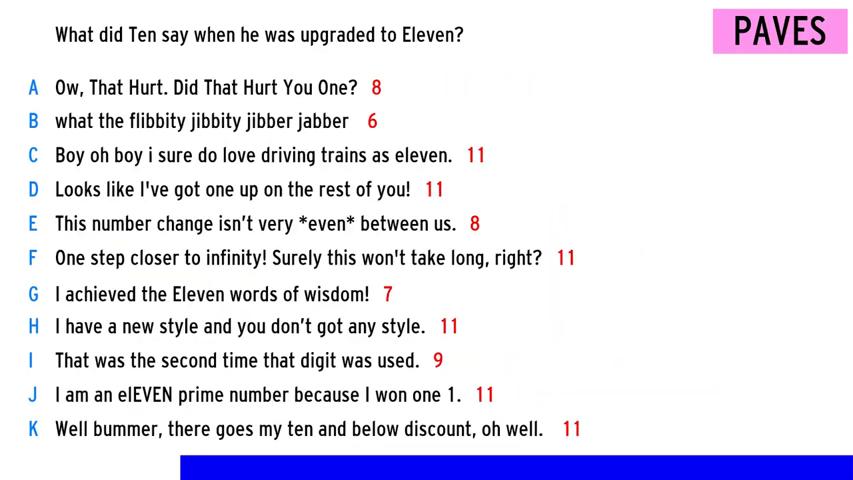 What did Ten say when he was upgraded to Eleven?
PAVES
A Ow, That Hurt. Did That Hurt You One? 8
B what the flibbity jibbity jibber jabber 6
C Boy oh boy i sure do love driving trains as eleven. 11
D Looks like I've got one up on the rest of you! 11
E This number change isn't very *even* between us. 8
F One step closer to infinity! Surely this won't take long, right? 11
G I achieved the Eleven words of wisdom! 7
H I have a new style and you don't got any style. 11
I That was the second time that digit was used. 9
J I am an elEVEN prime number because I won one 1. 11
K Well bummer, there goes my ten and below discount, oh well. 11